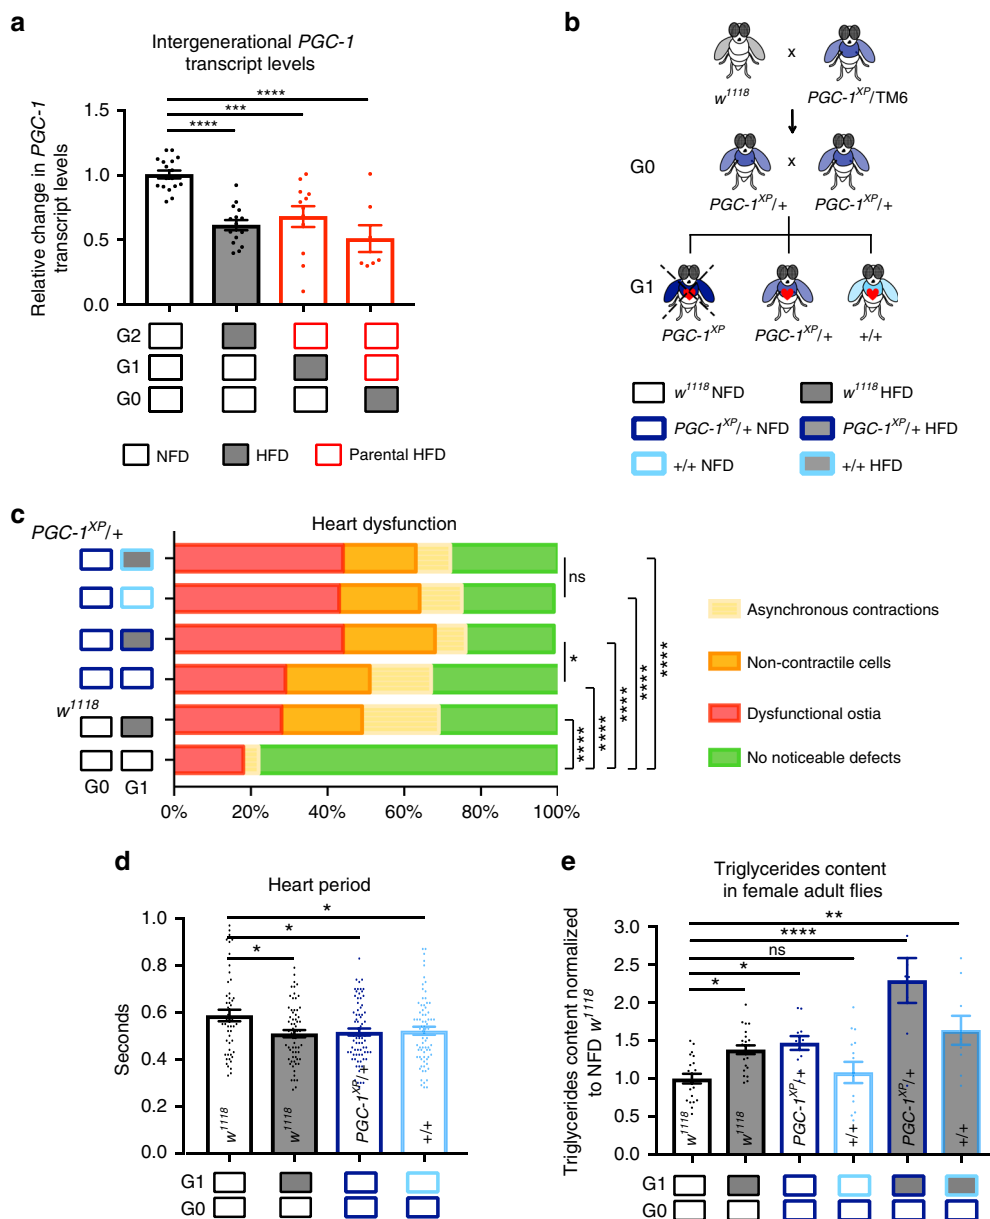 a
Intergenerational PGC-1
transcript levels
****
***
****
Relative change in PGC-1
transcript levels
1.5
1.0
0.5
0.0
G2
G1
G0
NFD
HFD
Parental HFD
b
w1118
x
PGC-1XP/TM6
G0
x
PGC-1XP/+
PGC-1XP/+
G1
PGC-1XP
PGC-1XP/+
+/+
w1118 NFD
w1118 HFD
PGC-1XP/+ NFD
PGC-1XP/+ HFD
+/+ NFD
+/+ HFD
c
Heart dysfunction
PGC-1XP/+
w1118
G0
G1
0%
20%
40%
60%
80%
100%
ns
*
****
****
****
****
****
Asynchronous contractions
Non-contractile cells
Dysfunctional ostia
No noticeable defects
d
Heart period
*
*
*
Seconds
1.0
0.8
0.6
0.4
0.2
0.0
w1118
w1118
PGC-1XP/+
+/+
G1
G0
e
Triglycerides content
in female adult flies
**
****
ns
*
*
Triglycerides content normalized
to NFD w1118
3.0
2.5
2.0
1.5
1.0
0.5
0.0
w1118
w1118
PGC-1XP/+
+/+
PGC-1XP/+
+/+
G1
G0